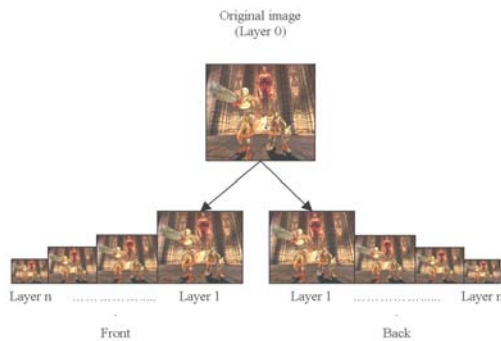 Original image
(Layer 0)
Layer n ..................... Layer 1
Layer 1 ..................... Layer n
Front
Back